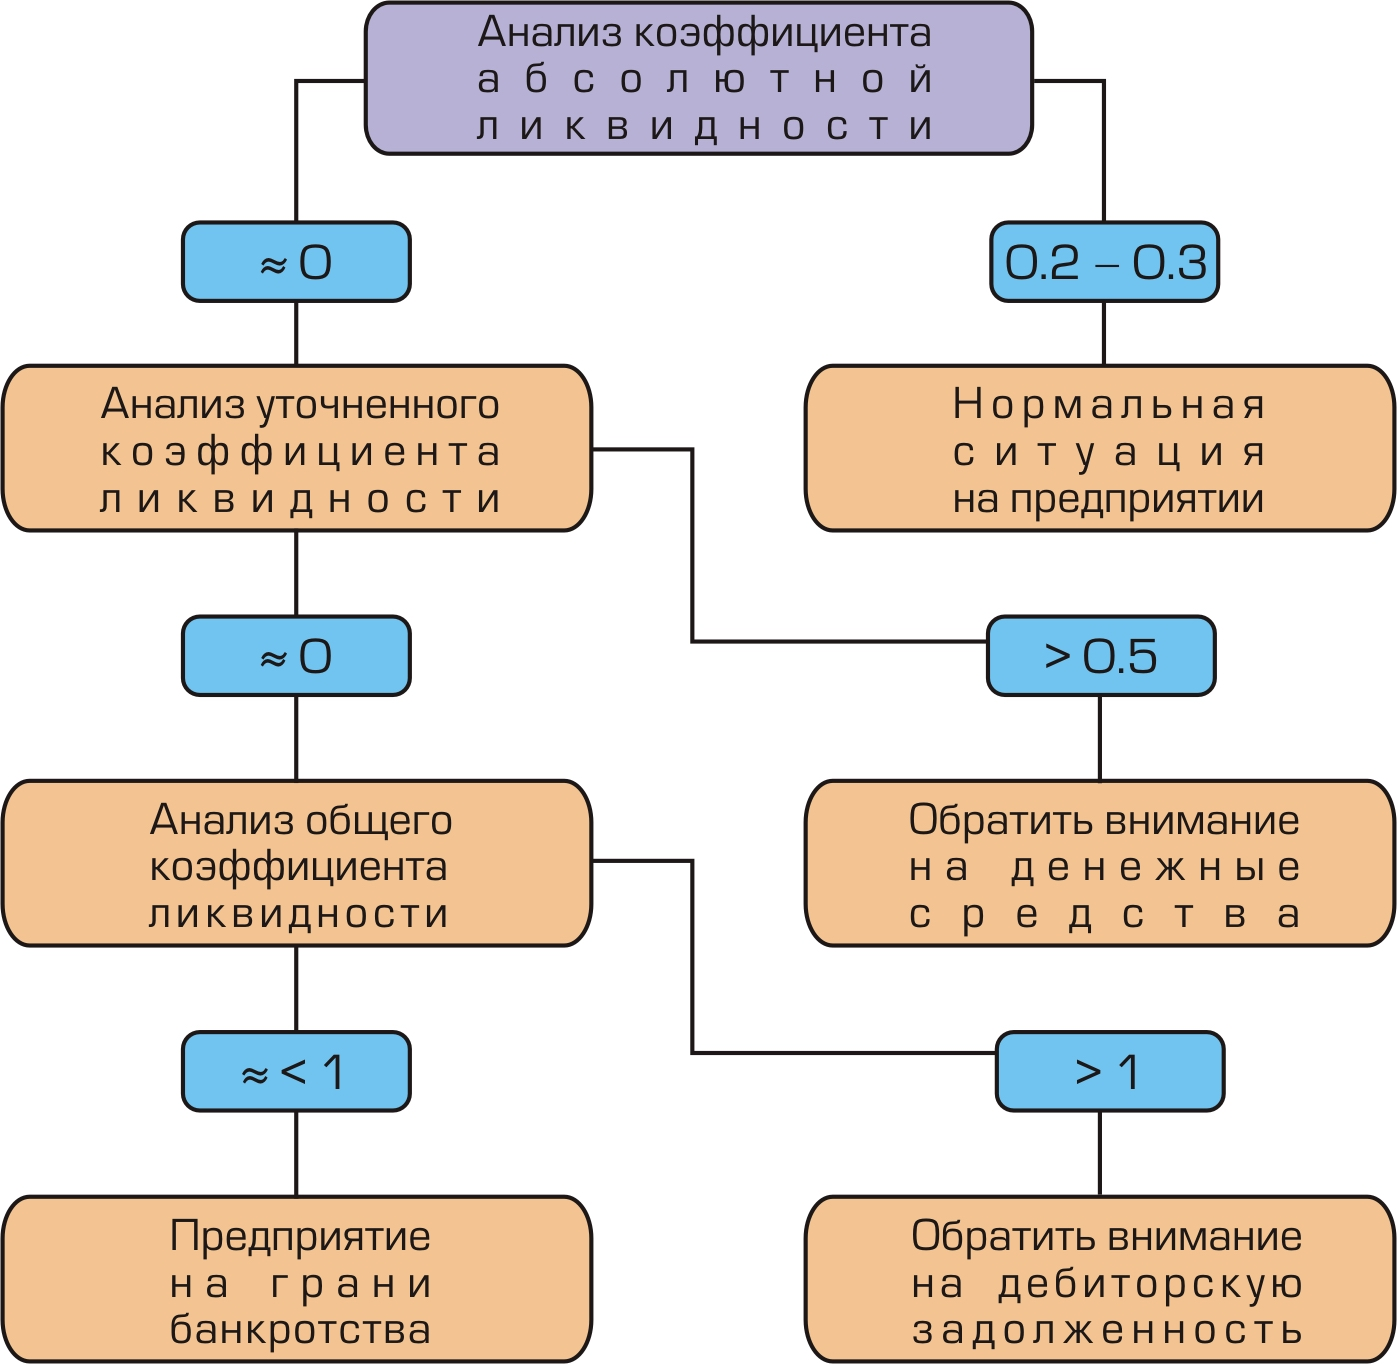 Анализ коэффициента
абсолютной
ликвидности
≈ 0
0.2 – 0.3
Анализ уточненного
коэффициента
ликвидности
Нормальная
ситуация
на предприятии
≈ 0
> 0.5
Анализ общего
коэффициента
ликвидности
Обратить внимание
на денежные
средства
≈ < 1
> 1
Предприятие
на грани
банкротства
Обратить внимание
на дебиторскую
задолженность